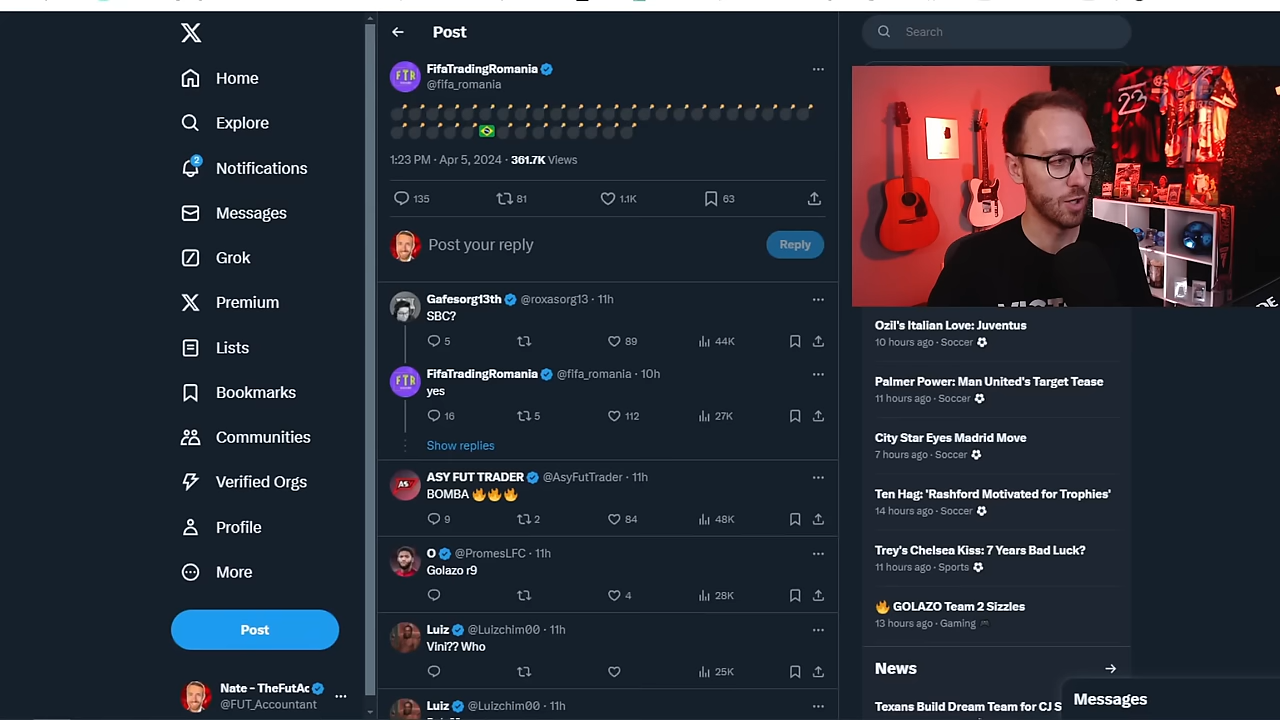 Post
Search
Home
Explore
2
Notifications
Messages
Grok
Premium
Lists
Bookmarks
Communities
Verified Orgs
Profile
More
Post
Nate - TheFutAc
@FUT_Accountant
FTR
FifaTradingRomania
@fifa_romania
1:23 PM · Apr 5, 2024 · 361.7K Views
135 81 1.1K 63
Post your reply
Reply
Gafesorg13th @roxasorg13 · 11h
SBC?
5 89 44K
FTR
FifaTradingRomania @fifa_romania · 10h
yes
16 5 112 27K
Show replies
AS
ASY FUT TRADER @AsyFutTrader · 11h
BOMBA 🔥🔥🔥
9 2 84 48K
O @PromesLFC · 11h
Golazo r9
4 28K
Luiz @Luizchim00 · 11h
Vini?? Who
25K
Luiz @Luizchim00 · 11h
23
Ozil's Italian Love: Juventus
10 hours ago · Soccer ⚽
Palmer Power: Man United's Target Tease
11 hours ago · Soccer ⚽
City Star Eyes Madrid Move
7 hours ago · Soccer ⚽
Ten Hag: 'Rashford Motivated for Trophies'
14 hours ago · Soccer ⚽
Trey's Chelsea Kiss: 7 Years Bad Luck?
11 hours ago · Sports ⚽
🔥 GOLAZO Team 2 Sizzles
13 hours ago · Gaming 🎮
News
Texans Build Dream Team for CJ S
Messages